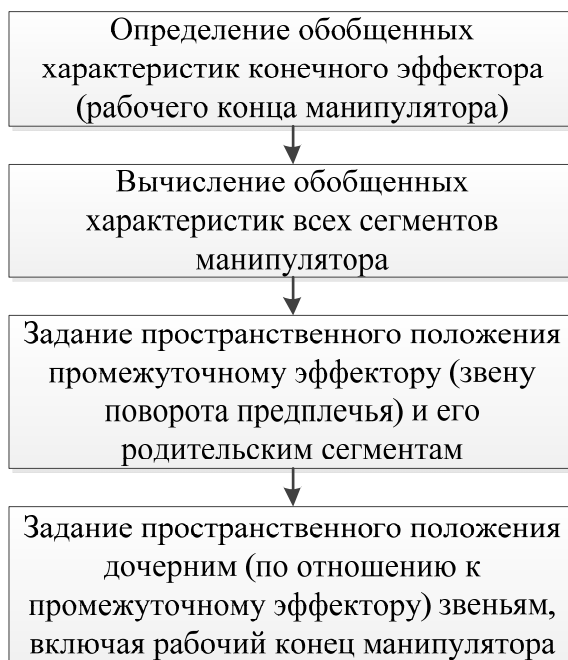 Определение обобщенных
характеристик конечного эффектора
(рабочего конца манипулятора)
Вычисление обобщенных
характеристик всех сегментов
манипулятора
Задание пространственного положения
промежуточному эффектору (звену
поворота предплечья) и его
родительским сегментам
Задание пространственного положения
дочерним (по отношению к
промежуточному эффектору) звеньям,
включая рабочий конец манипулятора